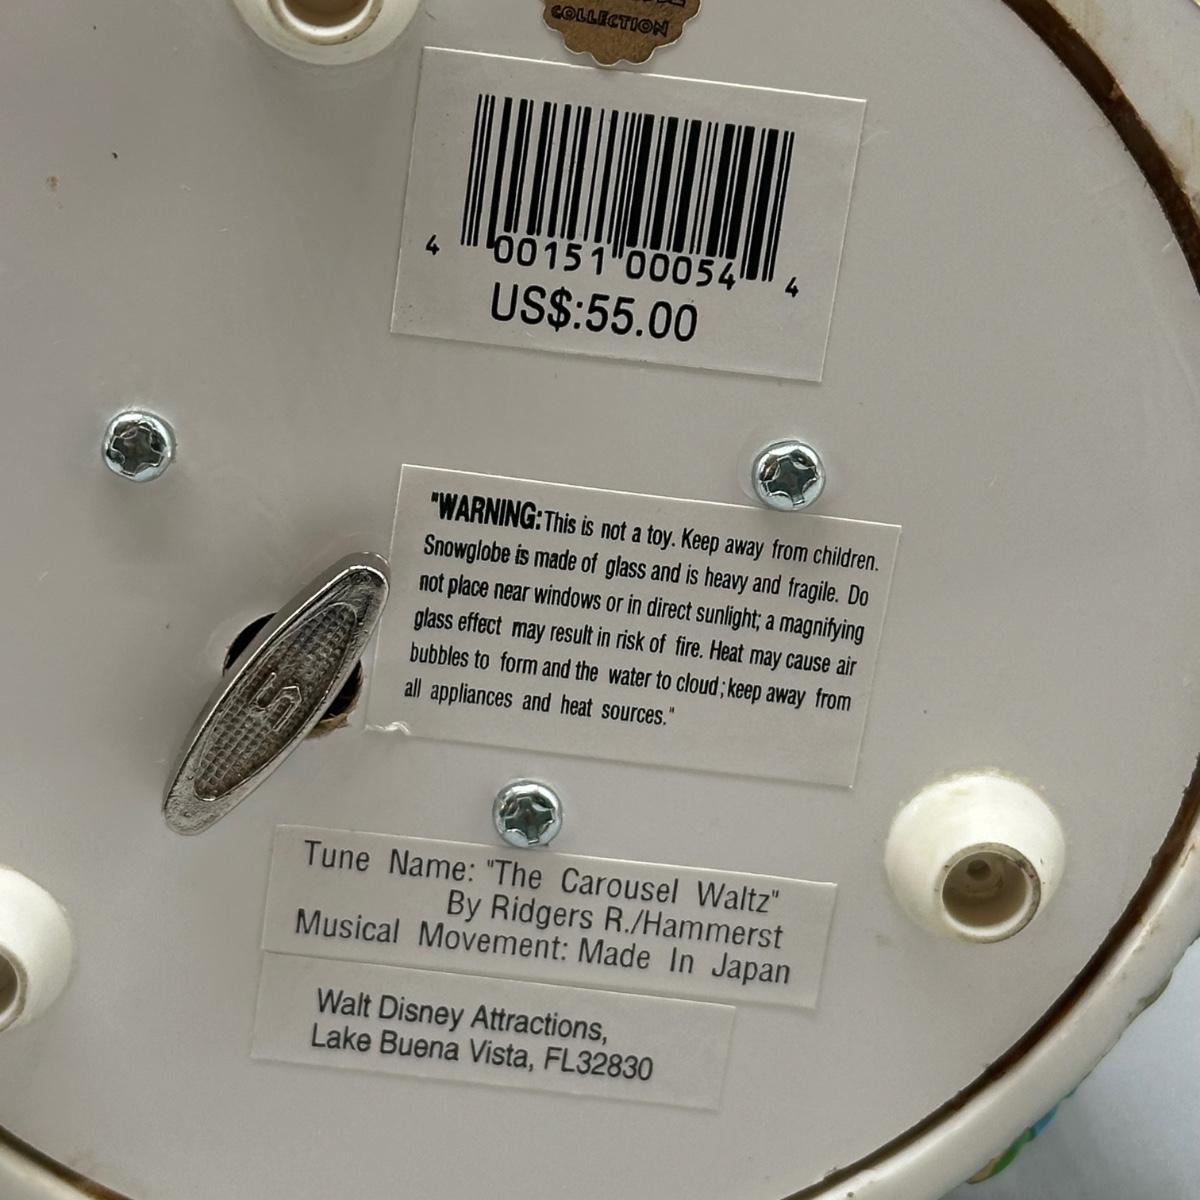 COLLECTION
4 00151 00054 4
US$:55.00
"WARNING: This is not a toy. Keep away from children.
Snowglobe is made of glass and is heavy and fragile. Do
not place near windows or in direct sunlight; a magnifying
glass effect may result in risk of fire. Heat may cause air
bubbles to form and the water to cloud; keep away from
all appliances and heat sources."
S
Tune Name: "The Carousel Waltz"
By Ridgers R./Hammerst
Musical Movement: Made In Japan
Walt Disney Attractions,
Lake Buena Vista, FL32830